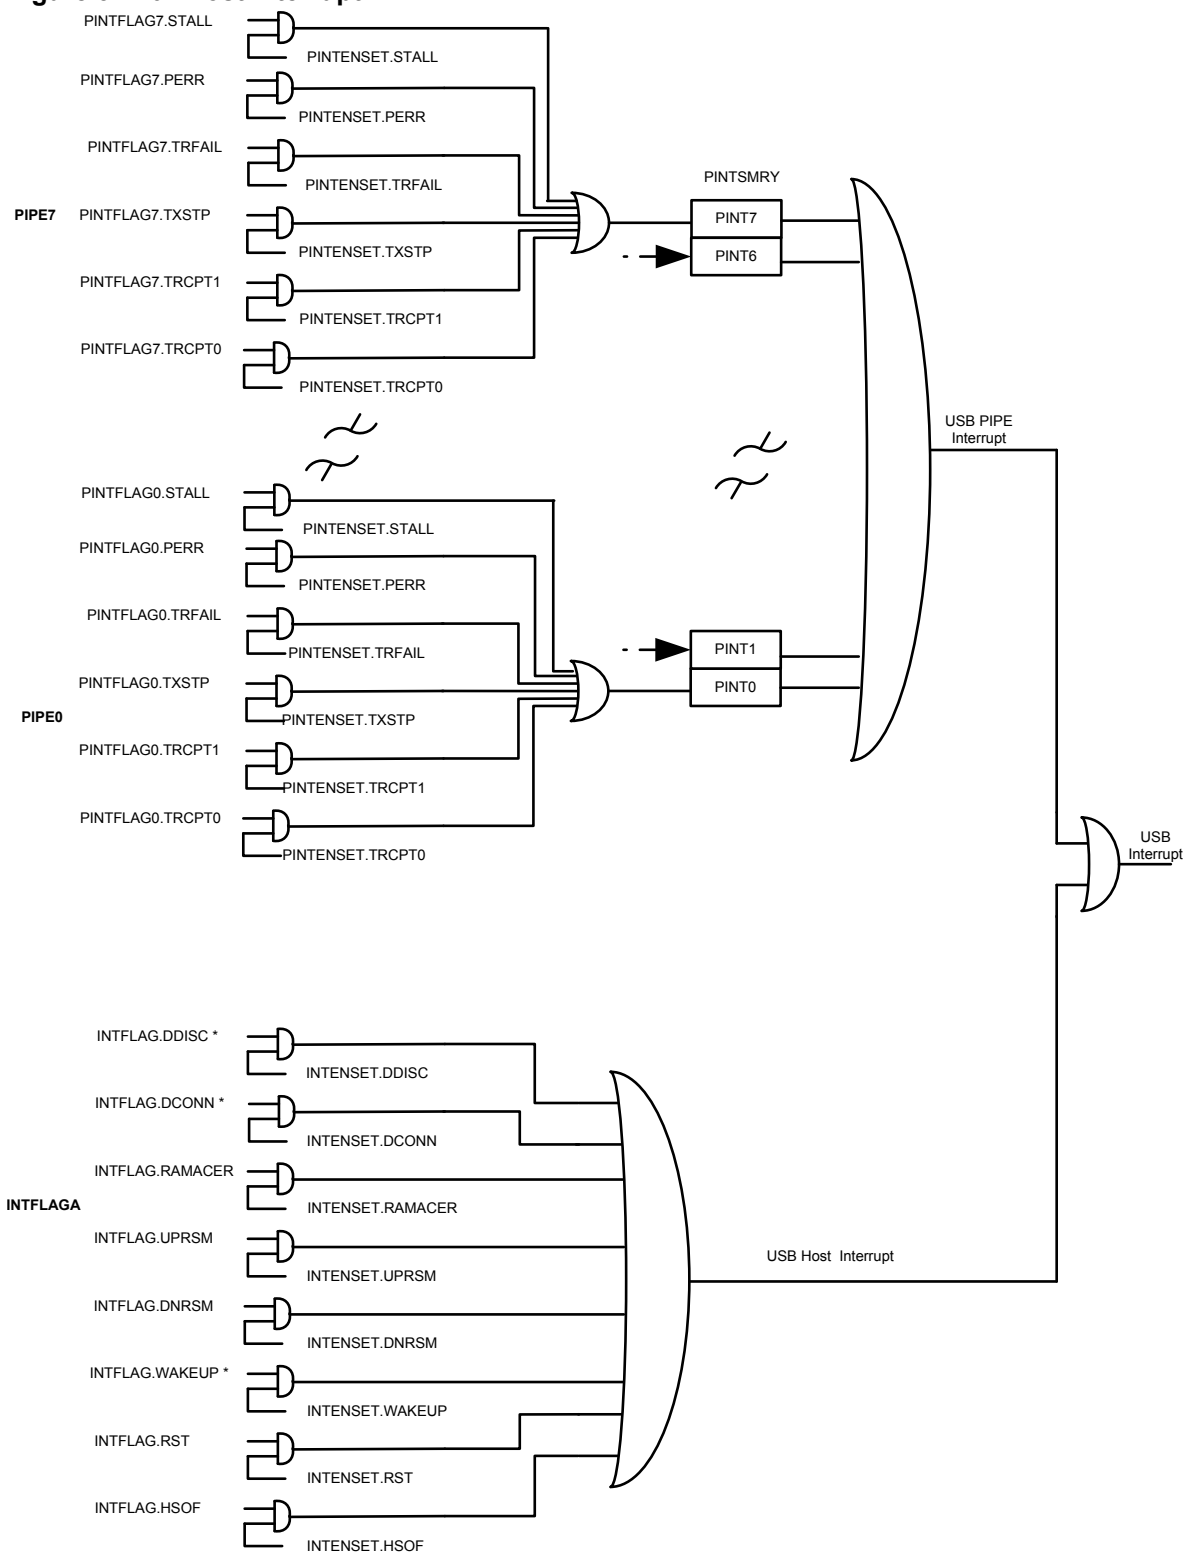 PINTFLAG7.STALL
PINTENSET.STALL
PINTFLAG7.PERR
PINTENSET.PERR
PINTFLAG7.TRFAIL
PINTENSET.TRFAIL
PINTSMRY
PIPE7
PINTFLAG7.TXSTP
PINT7
PINTENSET.TXSTP
PINT6
PINTFLAG7.TRCPT1
PINTENSET.TRCPT1
PINTFLAG7.TRCPT0
PINTENSET.TRCPT0
USB PIPE
Interrupt
PINTFLAG0.STALL
PINTENSET.STALL
PINTFLAG0.PERR
PINTENSET.PERR
PINTFLAG0.TRFAIL
PINTENSET.TRFAIL
PINT1
PINTFLAG0.TXSTP
PINT0
PIPE0
PINTENSET.TXSTP
PINTFLAG0.TRCPT1
PINTENSET.TRCPT1
PINTFLAG0.TRCPT0
PINTENSET.TRCPT0
USB
Interrupt
INTFLAG.DDISC *
INTENSET.DDISC
INTFLAG.DCONN *
INTENSET.DCONN
INTFLAG.RAMACER
INTFLAGA
INTENSET.RAMACER
INTFLAG.UPRSM
USB Host Interrupt
INTENSET.UPRSM
INTFLAG.DNRSM
INTENSET.DNRSM
INTFLAG.WAKEUP *
INTENSET.WAKEUP
INTFLAG.RST
INTENSET.RST
INTFLAG.HSOF
INTENSET.HSOF